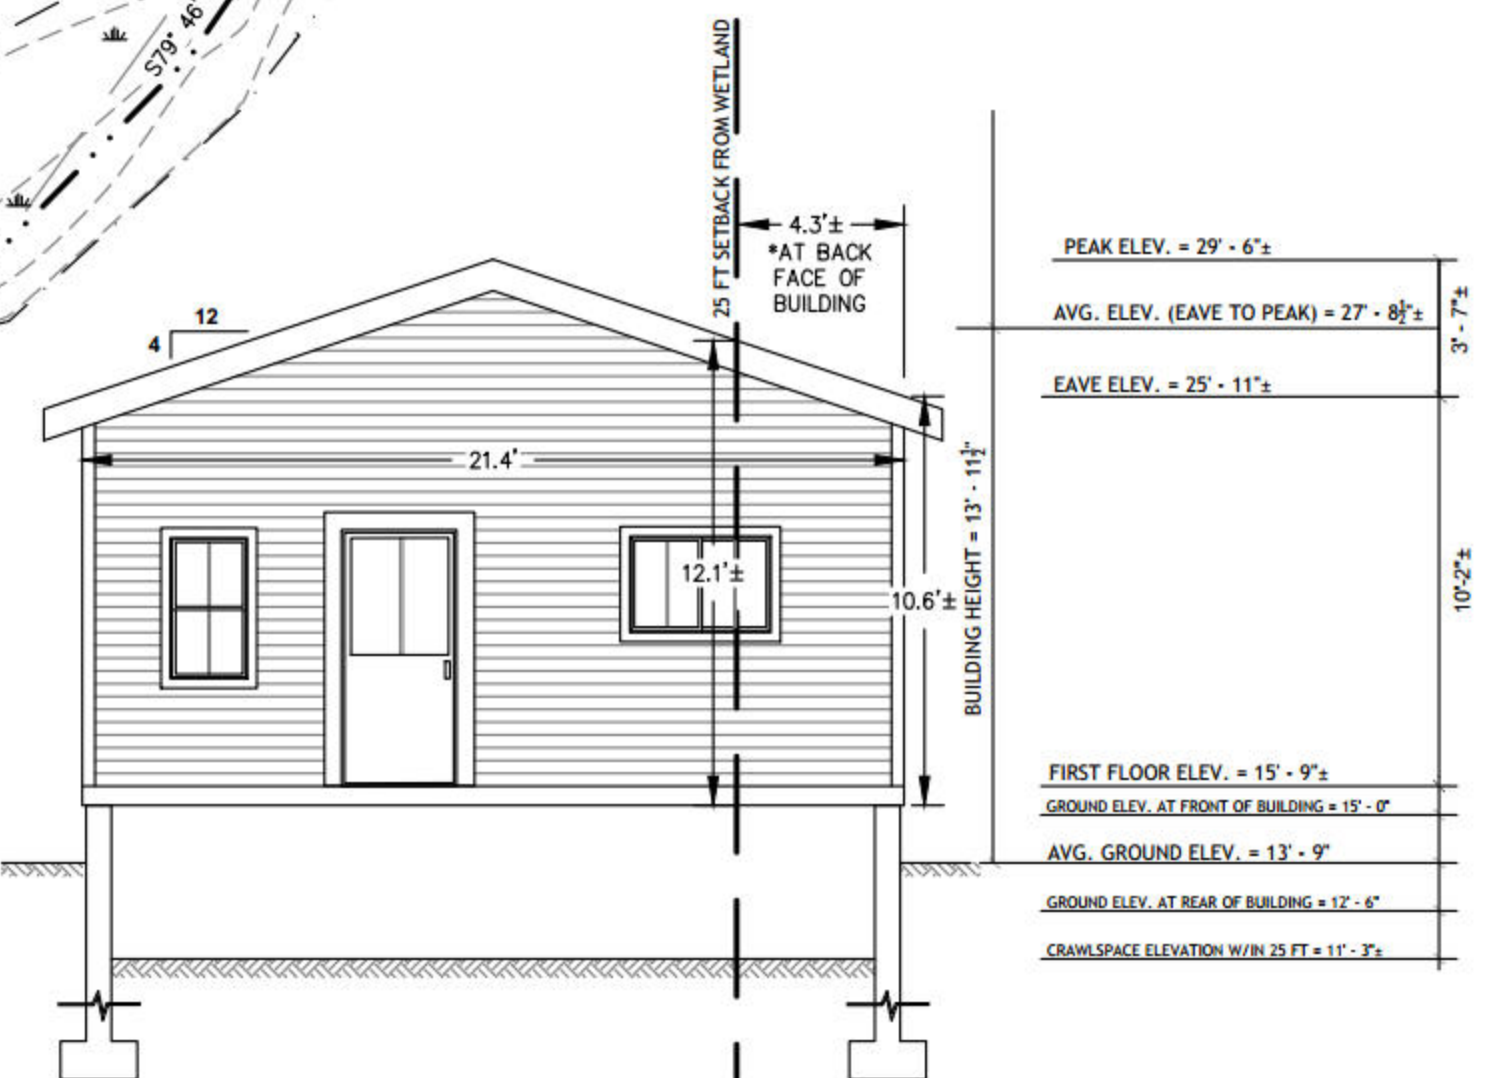 S79° 46'
25 FT SETBACK FROM WETLAND
4.3'±
*AT BACK
FACE OF
BUILDING
12
4
21.4'
12.1'±
10.6'±
BUILDING HEIGHT = 13' - 11½"
PEAK ELEV. = 29' - 6"±
AVG. ELEV. (EAVE TO PEAK) = 27' - 8½"±
EAVE ELEV. = 25' - 11"±
3' - 7"±
10'-2"±
FIRST FLOOR ELEV. = 15' - 9"±
GROUND ELEV. AT FRONT OF BUILDING = 15' - 0"
AVG. GROUND ELEV. = 13' - 9"
GROUND ELEV. AT REAR OF BUILDING = 12' - 6"
CRAWLSPACE ELEVATION W/IN 25 FT = 11' - 3"±